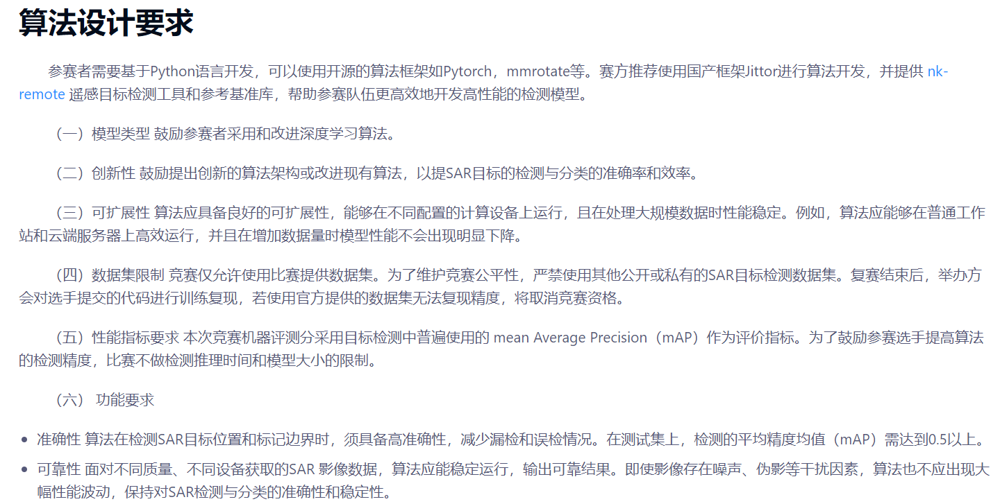 算法设计要求
参赛者需要基于Python语言开发，可以使用开源的算法框架如Pytorch，mmrotate等。赛方推荐使用国产框架Jittor进行算法开发，并提供 nk-
remote 遥感目标检测工具和参考基准库，帮助参赛队伍更高效地开发高性能的检测模型。
（一）模型类型 鼓励参赛者采用和改进深度学习算法。
（二）创新性 鼓励提出创新的算法架构或改进现有算法，以提SAR目标的检测与分类的准确率和效率。
（三）可扩展性 算法应具备良好的可扩展性，能够在不同配置的计算设备上运行，且在处理大规模数据时性能稳定。例如，算法应能够在普通工作
站和云端服务器上高效运行，并且在增加数据量时模型性能不会出现明显下降。
（四）数据集限制 竞赛仅允许使用比赛提供数据集。为了维护竞赛公平性，严禁使用其他公开或私有的SAR目标检测数据集。复赛结束后，举办方
会对选手提交的代码进行训练复现，若使用官方提供的数据集无法复现精度，将取消竞赛资格。
（五）性能指标要求 本次竞赛机器评测分采用目标检测中普遍使用的 mean Average Precision（mAP）作为评价指标。为了鼓励参赛选手提高算法
的检测精度，比赛不做检测推理时间和模型大小的限制。
（六） 功能要求
• 准确性 算法在检测SAR目标位置和标记边界时，须具备高准确性，减少漏检和误检情况。在测试集上，检测的平均精度均值（mAP）需达到0.5以上。
• 可靠性 面对不同质量、不同设备获取的SAR 影像数据，算法应能稳定运行，输出可靠结果。即使影像存在噪声、伪影等干扰因素，算法也不应出现大
幅性能波动，保持对SAR检测与分类的准确性和稳定性。